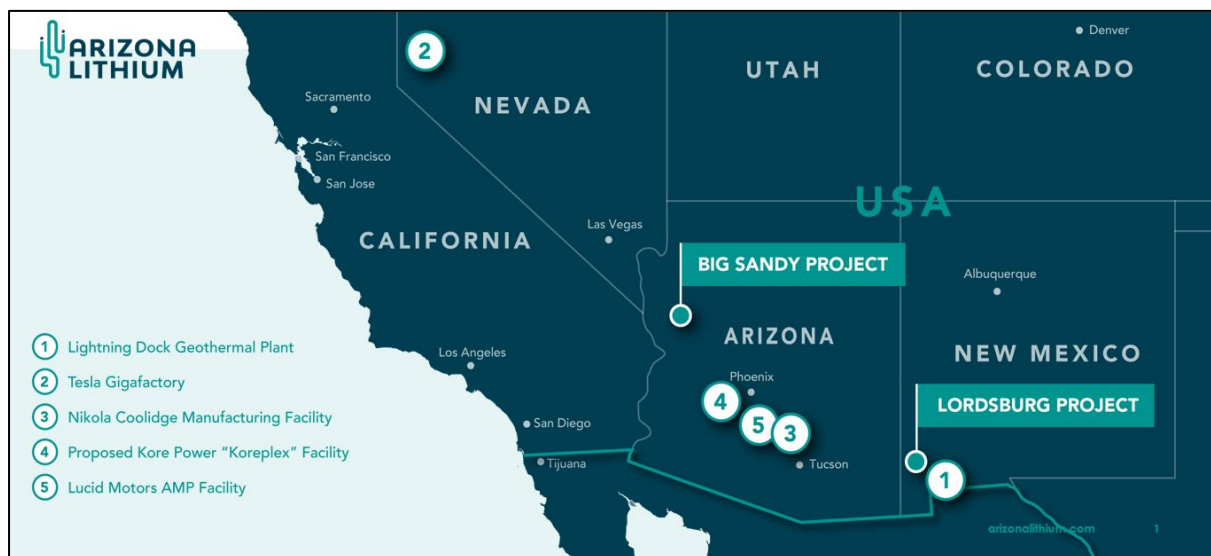 ARIZONA
LITHIUM
2
Denver
UTAH
COLORADO
Sacramento
NEVADA
San Francisco
San Jose
USA
Las Vegas
CALIFORNIA
BIG SANDY PROJECT
Albuquerque
ARIZONA
NEW MEXICO
Los Angeles
Phoenix
4
5
3
LORDSBURG PROJECT
San Diego
Tijuana
Tucson
1
1 Lightning Dock Geothermal Plant
2 Tesla Gigafactory
3 Nikola Coolidge Manufacturing Facility
4 Proposed Kore Power “Koreplex” Facility
5 Lucid Motors AMP Facility
arizonalithium.com 1